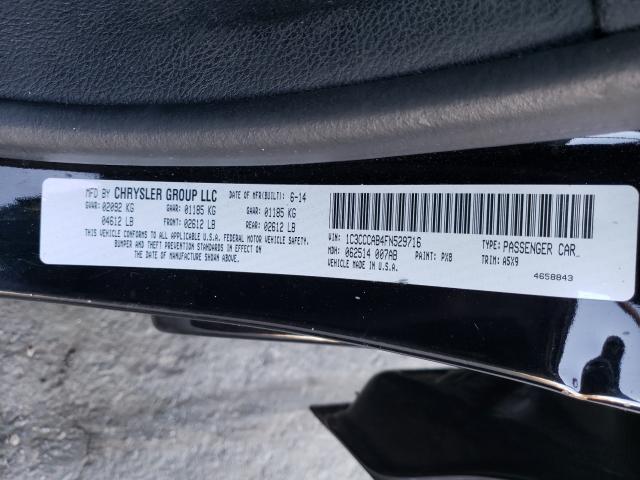 MFD BY CHRYSLER GROUP LLC DATE OF MFR(BUILT): 6-14
GVWR: 02092 KG GAWR: 01185 KG GAWR: 01185 KG
04612 LB FRONT: 02612 LB REAR: 02612 LB
THIS VEHICLE CONFORMS TO ALL APPLICABLE U.S.A. FEDERAL MOTOR VEHICLE SAFETY,
BUMPER AND THEFT PREVENTION STANDARDS IN EFFECT ON
THE DATE OF MANUFACTURE SHOWN ABOVE.
VIN: 1C3CCCAB4FN529716 TYPE: PASSENGER CAR
MDH: 062514 007AB PAINT: PX8 TRIM: A5X9
VEHICLE MADE IN U.S.A.
4658843